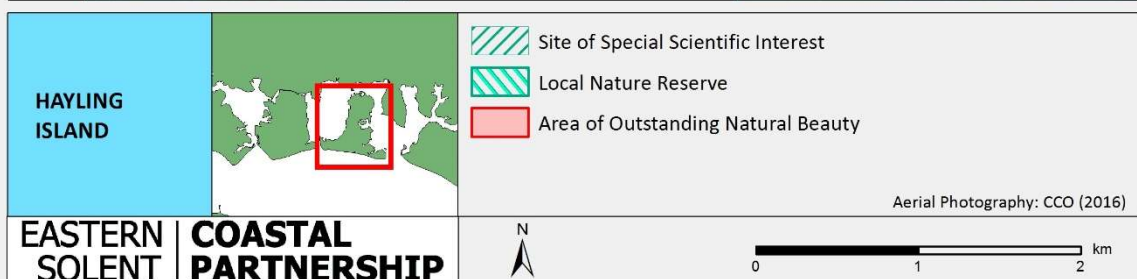 HAYLING
ISLAND
Site of Special Scientific Interest
Local Nature Reserve
Area of Outstanding Natural Beauty
Aerial Photography: CCO (2016)
EASTERN
SOLENT
COASTAL
PARTNERSHIP
N
km
0 1 2